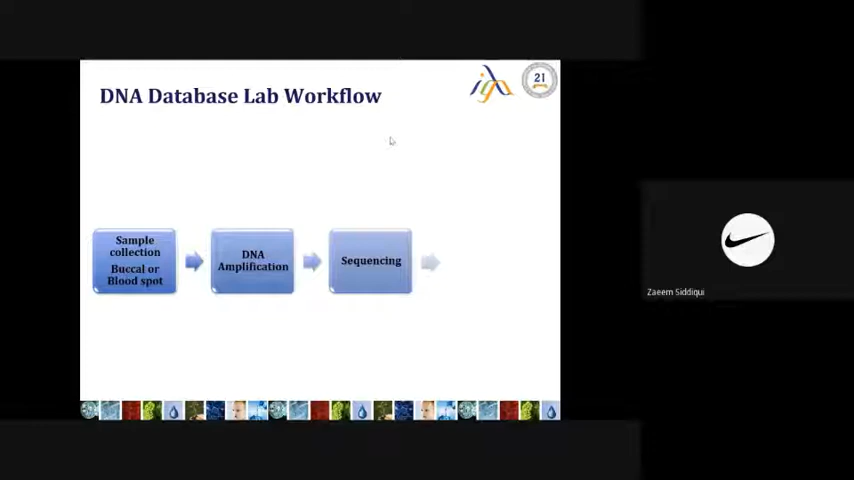 DNA Database Lab Workflow
21
Sample
collection
Buccal or
Blood spot
DNA
Amplification
Sequencing
Zaeem Siddiqui